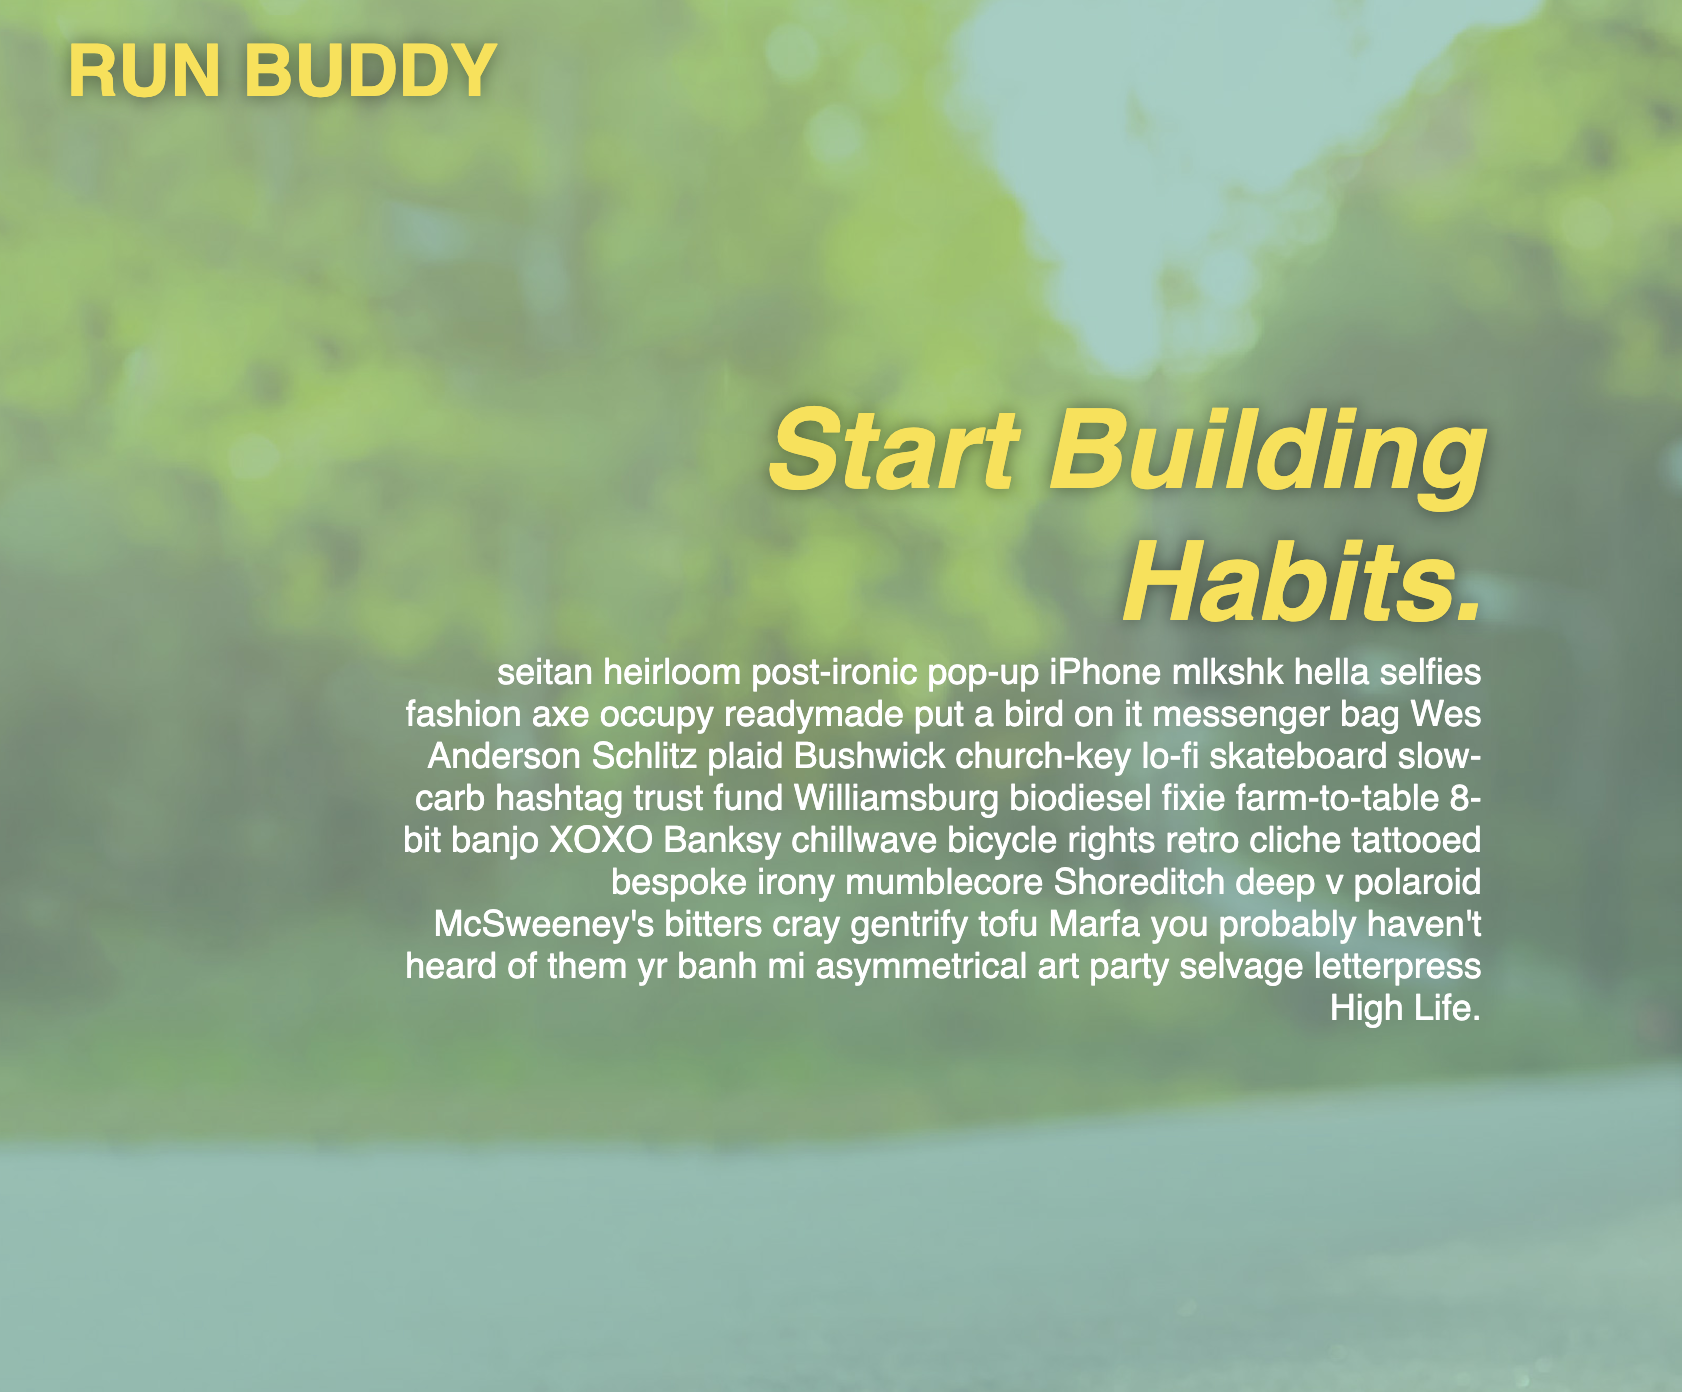 RUN BUDDY
Start Building
Habits.
seitan heirloom post-ironic pop-up iPhone mlkshk hella selfies
fashion axe occupy readymade put a bird on it messenger bag Wes
Anderson Schlitz plaid Bushwick church-key lo-fi skateboard slow-
carb hashtag trust fund Williamsburg biodiesel fixie farm-to-table 8-
bit banjo XOXO Banksy chillwave bicycle rights retro cliche tattooed
bespoke irony mumblecore Shoreditch deep v polaroid
McSweeney's bitters cray gentrify tofu Marfa you probably haven't
heard of them yr banh mi asymmetrical art party selvage letterpress
High Life.